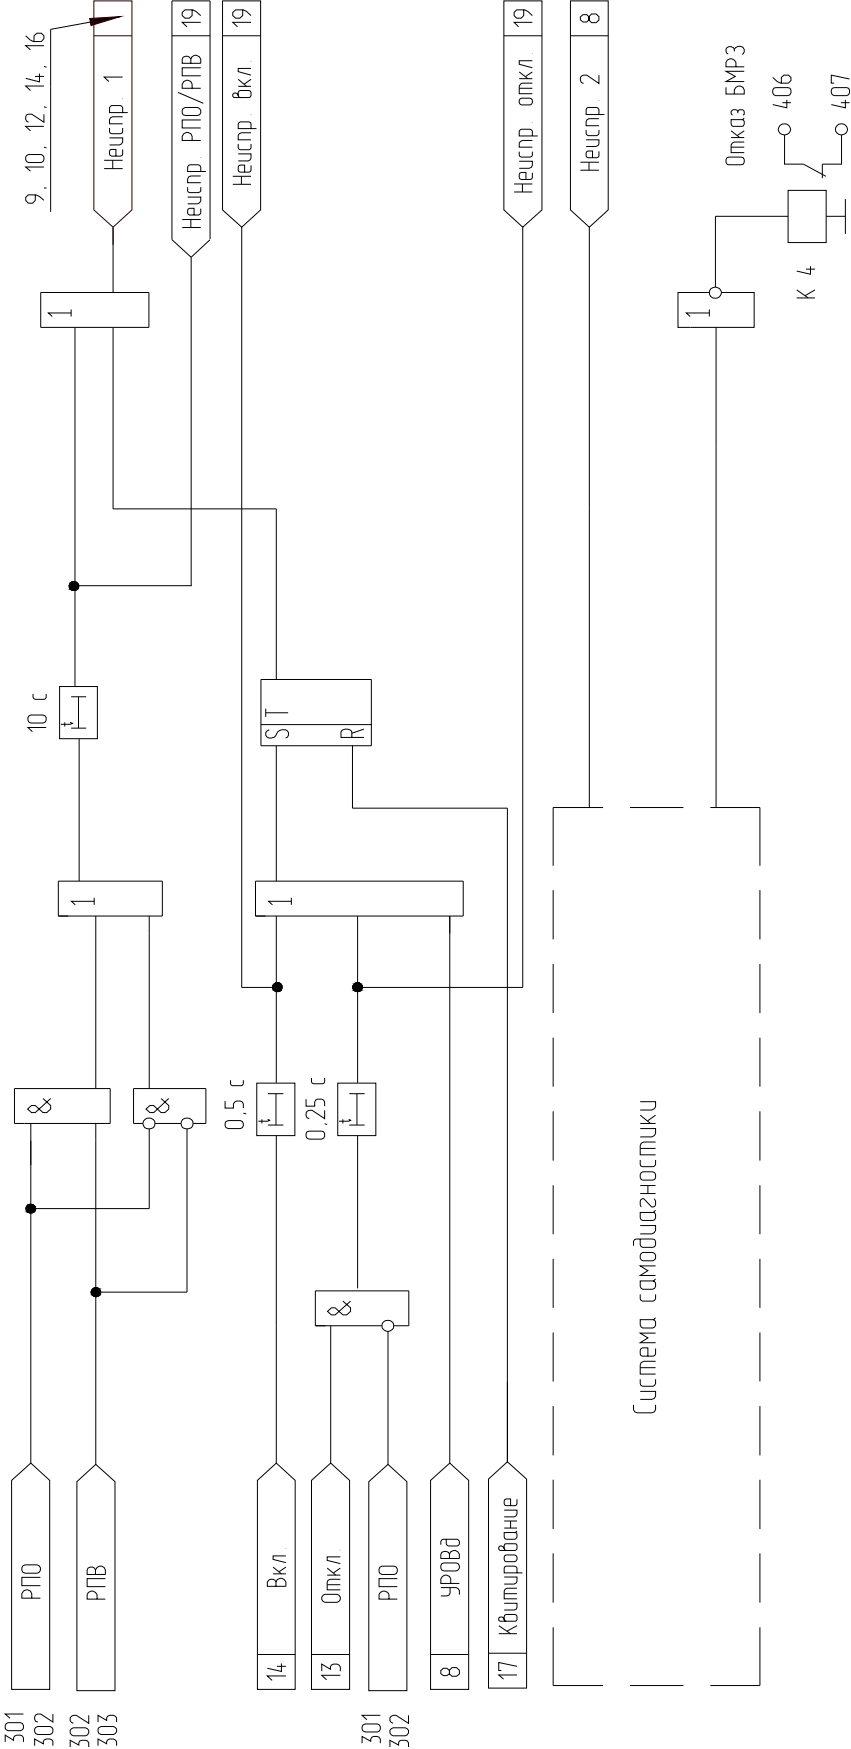 301
302
РПО
302
303
РПВ
&
&
1
10 с
t
1
9, 10, 12, 14, 16
Неиспр. 1
Неиспр. РПО/РПВ
19
Неиспр. вкл.
19
14
Вкл.
0,5 с
t
13
Откл.
301
302
РПО
&
0,25 с
t
8
УРОВд
1
S T
R
17
Квитирование
Неиспр. откл.
19
Неиспр. 2
8
Система самодиагностики
1
Отказ БМРЗ
К 4
406
407